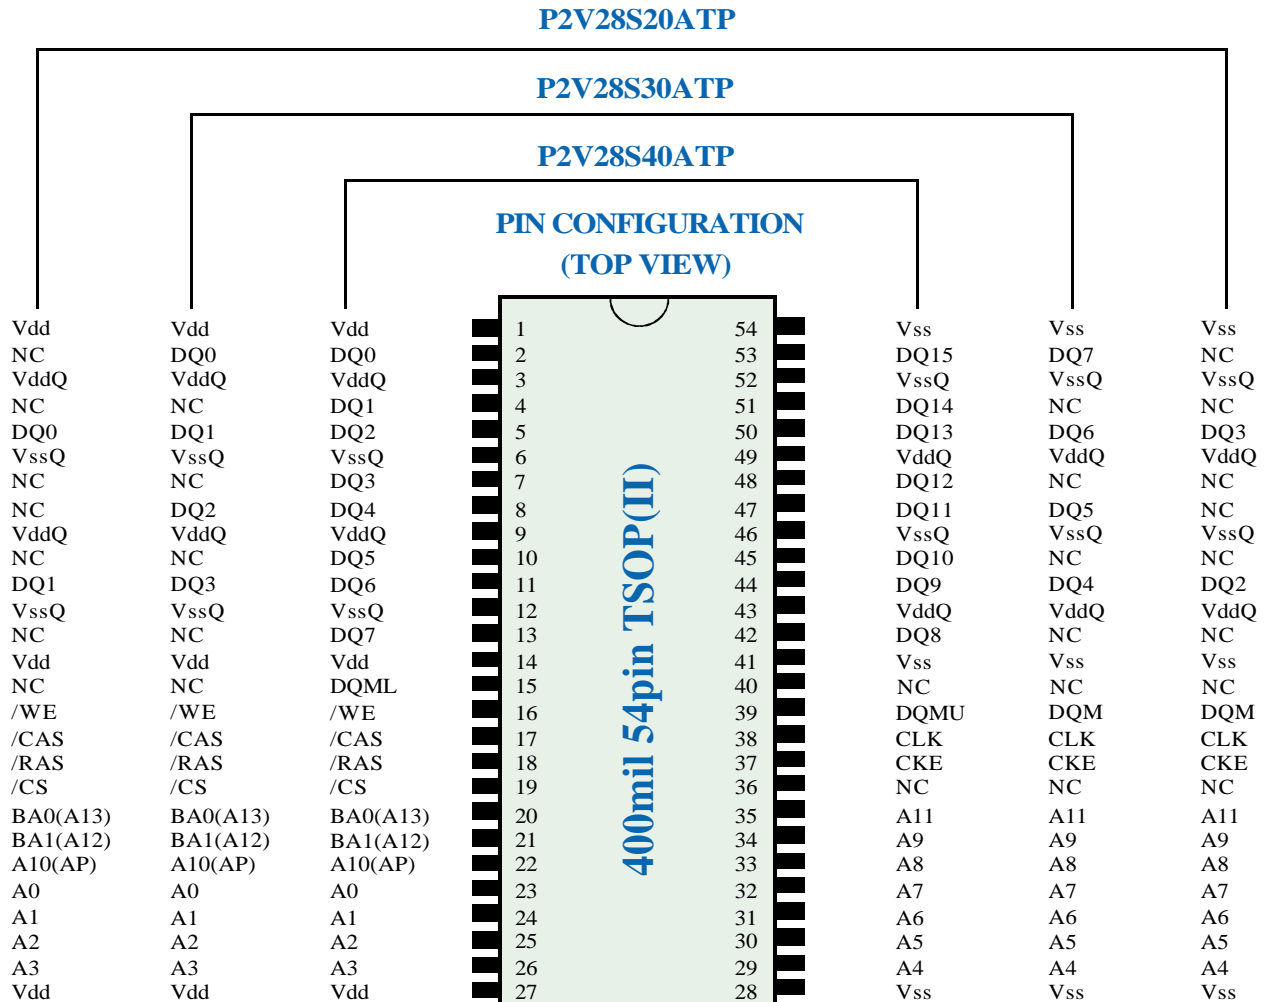 P2V28S20ATP
P2V28S30ATP
P2V28S40ATP
PIN CONFIGURATION
(TOP VIEW)
Vdd Vdd Vdd 1 54 Vss Vss Vss
NC DQ0 DQ0 2 53 DQ15 DQ7 NC
VddQ VddQ VddQ 3 52 VssQ VssQ VssQ
NC NC DQ1 4 51 DQ14 NC NC
DQ0 DQ1 DQ2 5 50 DQ13 DQ6 DQ3
VssQ VssQ VssQ 6 49 VddQ VddQ VddQ
NC NC DQ3 7 48 DQ12 NC NC
NC DQ2 DQ4 8 47 DQ11 DQ5 NC
VddQ VddQ VddQ 9 46 VssQ VssQ VssQ
NC NC DQ5 10 45 DQ10 NC NC
DQ1 DQ3 DQ6 11 44 DQ9 DQ4 DQ2
VssQ VssQ VssQ 12 43 VddQ VddQ VddQ
NC NC DQ7 13 42 DQ8 NC NC
Vdd Vdd Vdd 14 41 Vss Vss Vss
NC NC DQML 15 40 NC NC NC
/WE /WE /WE 16 39 DQMU DQM DQM
/CAS /CAS /CAS 17 38 CLK CLK CLK
/RAS /RAS /RAS 18 37 CKE CKE CKE
/CS /CS /CS 19 36 NC NC NC
BA0(A13) BA0(A13) BA0(A13) 20 35 A11 A11 A11
BA1(A12) BA1(A12) BA1(A12) 21 34 A9 A9 A9
A10(AP) A10(AP) A10(AP) 22 33 A8 A8 A8
A0 A0 A0 23 32 A7 A7 A7
A1 A1 A1 24 31 A6 A6 A6
A2 A2 A2 25 30 A5 A5 A5
A3 A3 A3 26 29 A4 A4 A4
Vdd Vdd Vdd 27 28 Vss Vss Vss
400mil 54pin TSOP(II)